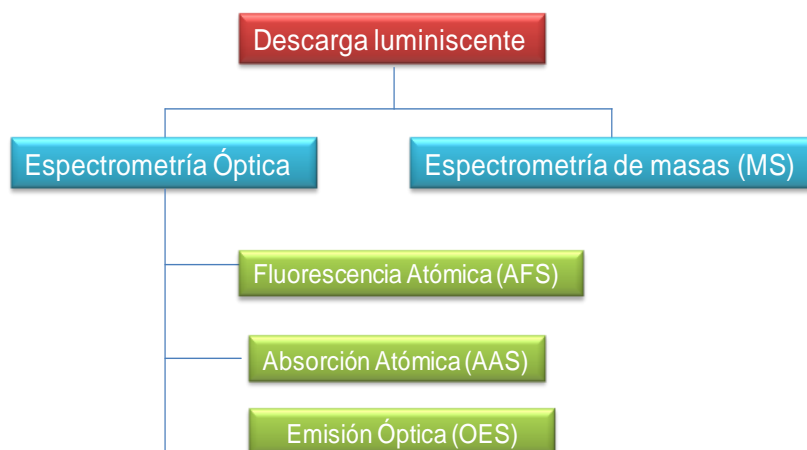 Descarga luminiscente
Espectrometría Óptica
Espectrometría de masas (MS)
Fluorescencia Atómica (AFS)
Absorción Atómica (AAS)
Emisión Óptica (OES)